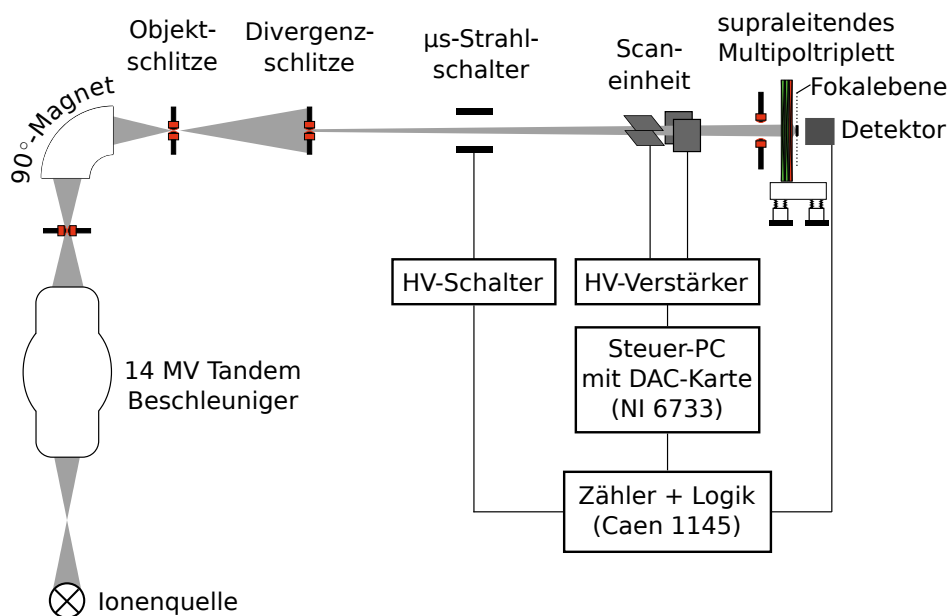 Objekt-
schlitze
Divergenz-
schlitze
µs-Strahl-
schalter
Scan-
einheit
supraleitendes
Multipoltriplett
Fokalebene
Detektor
90°-Magnet
HV-Schalter
HV-Verstärker
14 MV Tandem
Beschleuniger
Steuer-PC
mit DAC-Karte
(NI 6733)
Zähler + Logik
(Caen 1145)
Ionenquelle